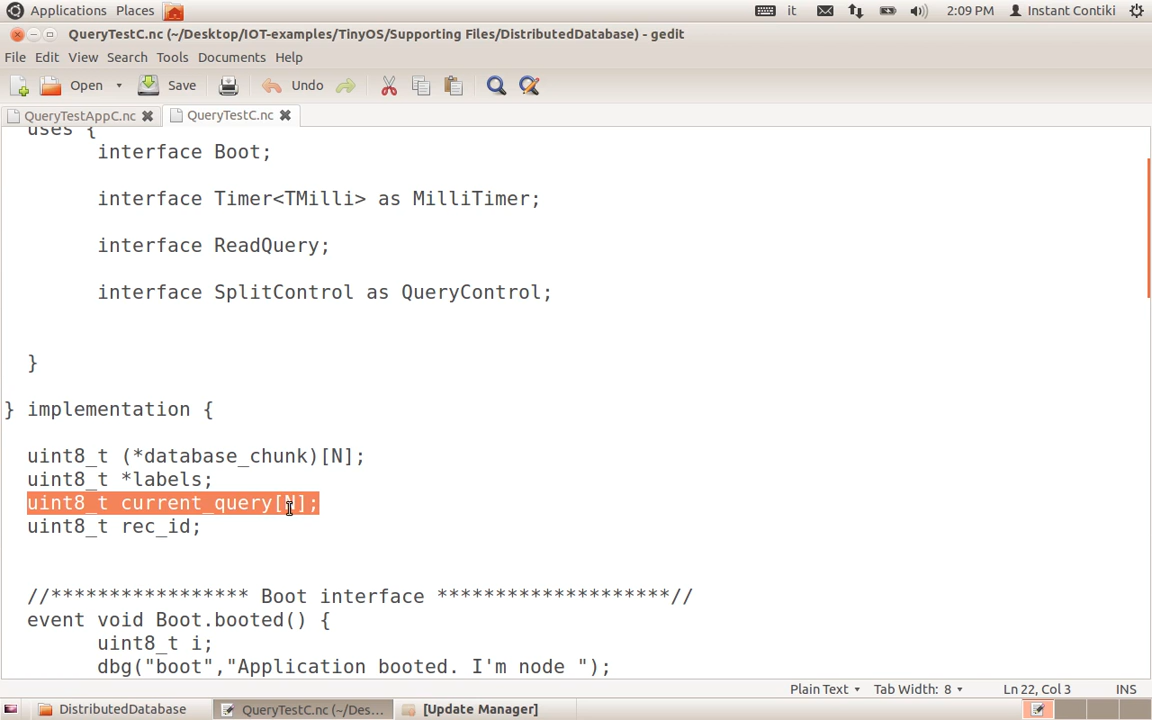 Applications Places it 2:09 PM Instant Contiki
QueryTestC.nc (~/Desktop/IOT-examples/TinyOS/Supporting Files/DistributedDatabase) - gedit
File Edit View Search Tools Documents Help
Open Save Undo
QueryTestAppC.nc QueryTestC.nc
uses {
interface Boot;
interface Timer<TMilli> as MilliTimer;
interface ReadQuery;
interface SplitControl as QueryControl;
}
} implementation {
uint8_t (*database_chunk)[N];
uint8_t *labels;
uint8_t current_query[N];
uint8_t rec_id;
//***************** Boot interface ********************//
event void Boot.booted() {
uint8_t i;
dbg("boot","Application booted. I'm node ");
Plain Text Tab Width: 8 Ln 22, Col 3 INS
DistributedDatabase QueryTestC.nc (~/Des... [Update Manager]